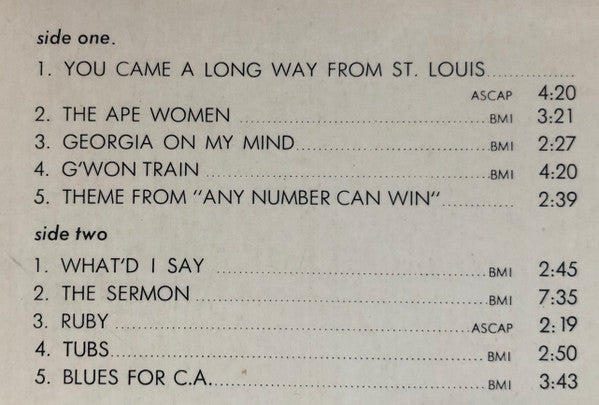 side one.
1. YOU CAME A LONG WAY FROM ST. LOUIS
ASCAP 4:20
2. THE APE WOMEN BMI 3:21
3. GEORGIA ON MY MIND BMI 2:27
4. G'WON TRAIN BMI 4:20
5. THEME FROM "ANY NUMBER CAN WIN" 2:39
side two
1. WHAT'D I SAY BMI 2:45
2. THE SERMON BMI 7:35
3. RUBY ASCAP 2:19
4. TUBS BMI 2:50
5. BLUES FOR C.A. BMI 3:43